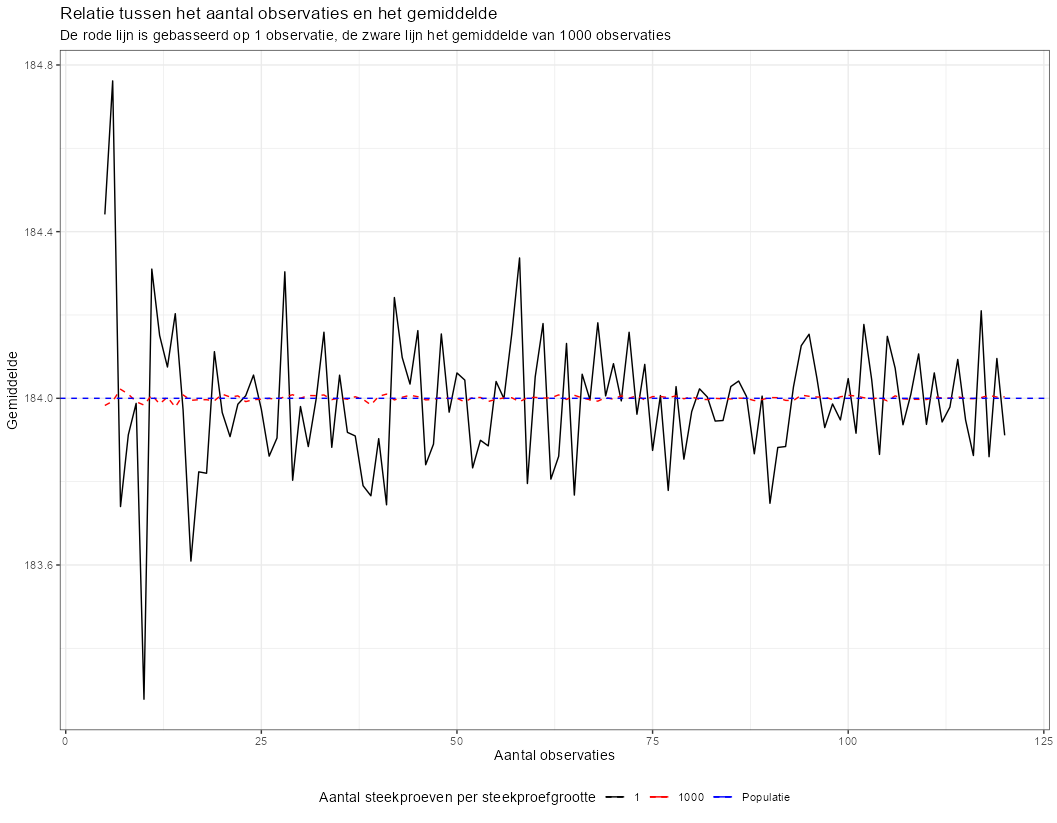 Relatie tussen het aantal observaties en het gemiddelde
De rode lijn is gebasseerd op 1 observatie, de zware lijn het gemiddelde van 1000 observaties
184.8
184.4
184.0
183.6
Gemiddelde
0 25 50 75 100 125
Aantal observaties
Aantal steekproeven per steekproefgrootte 1 1000 Populatie